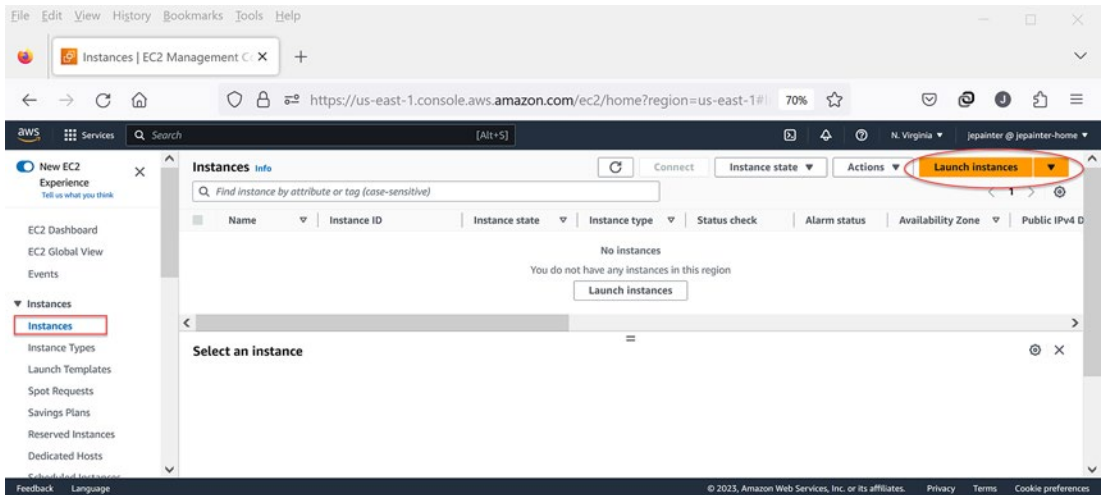 File Edit View History Bookmarks Tools Help
Instances | EC2 Management C
https://us-east-1.console.aws.amazon.com/ec2/home?region=us-east-1# 70%
aws Services Search [Alt+S] N. Virginia jepainter @ jepainter-home
New EC2
Experience
Tell us what you think
Instances Info Connect Instance state Actions Launch instances
Find instance by attribute or tag (case-sensitive) 1
Name Instance ID Instance state Instance type Status check Alarm status Availability Zone Public IPv4 D
No instances
You do not have any instances in this region
Launch instances
EC2 Dashboard
EC2 Global View
Events
Instances
Instances
Instance Types
Launch Templates
Spot Requests
Savings Plans
Reserved Instances
Dedicated Hosts
Scheduled Instances
Select an instance
Feedback Language © 2023, Amazon Web Services, Inc. or its affiliates. Privacy Terms Cookie preferences